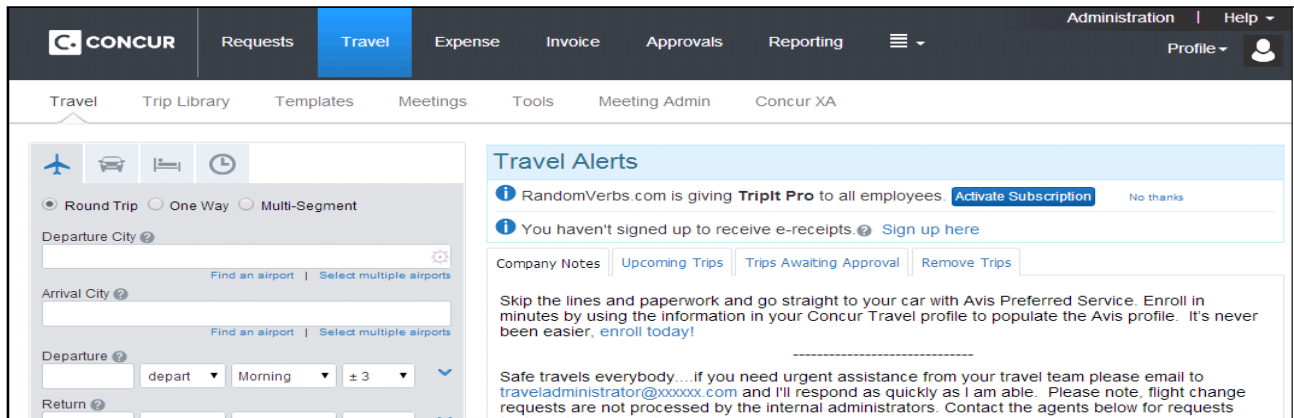 Administration | Help
C. CONCUR Requests Travel Expense Invoice Approvals Reporting
Profile
Travel Trip Library Templates Meetings Tools Meeting Admin Concur XA
Round Trip One Way Multi-Segment
Departure City ?
Find an airport | Select multiple airports
Arrival City ?
Find an airport | Select multiple airports
Departure ?
depart Morning ± 3
Return ?
Travel Alerts
i RandomVerbs.com is giving TripIt Pro to all employees. Activate Subscription No thanks
i You haven't signed up to receive e-receipts. ? Sign up here
Company Notes Upcoming Trips Trips Awaiting Approval Remove Trips
Skip the lines and paperwork and go straight to your car with Avis Preferred Service. Enroll in
minutes by using the information in your Concur Travel profile to populate the Avis profile. It's never
been easier, enroll today!
------------------------------
Safe travels everybody....if you need urgent assistance from your travel team please email to
traveladministrator@xxxxxx.com and I'll respond as quickly as I am able. Please note, flight change
requests are not processed by the internal administrators. Contact the agents below for requests